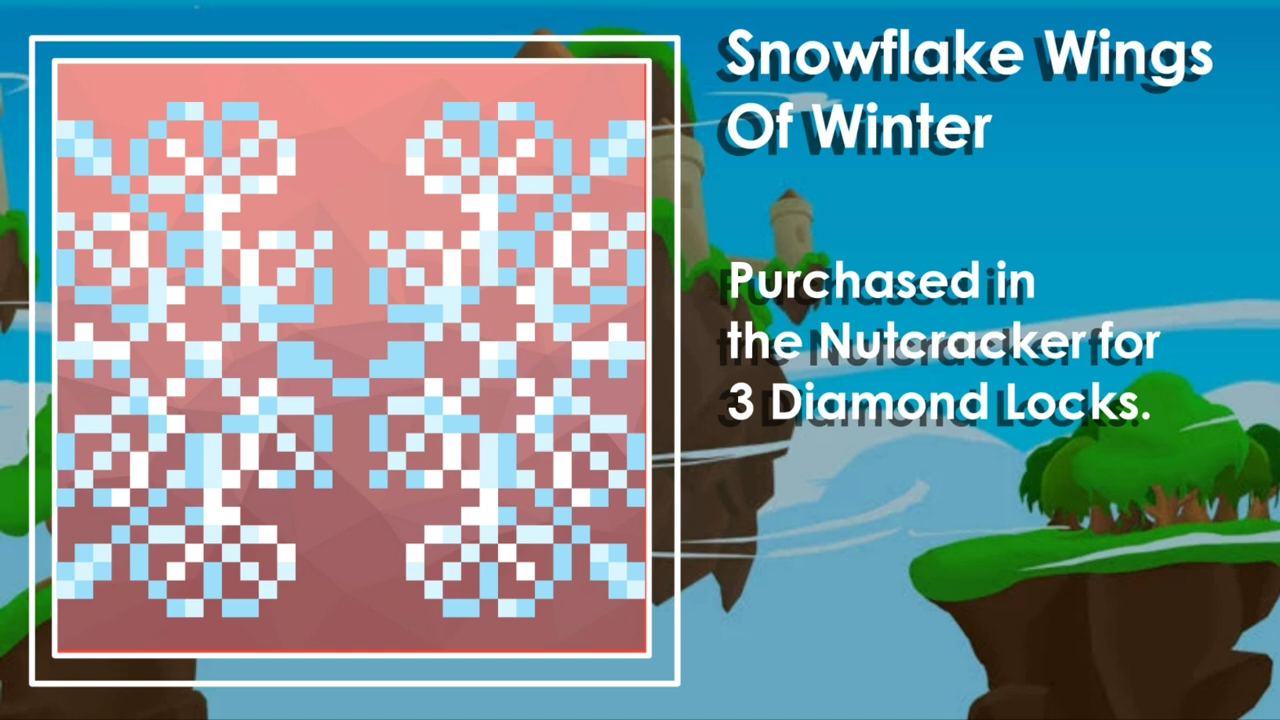 Snowflake Wings
Of Winter
Purchased in
the Nutcracker for
3 Diamond Locks.